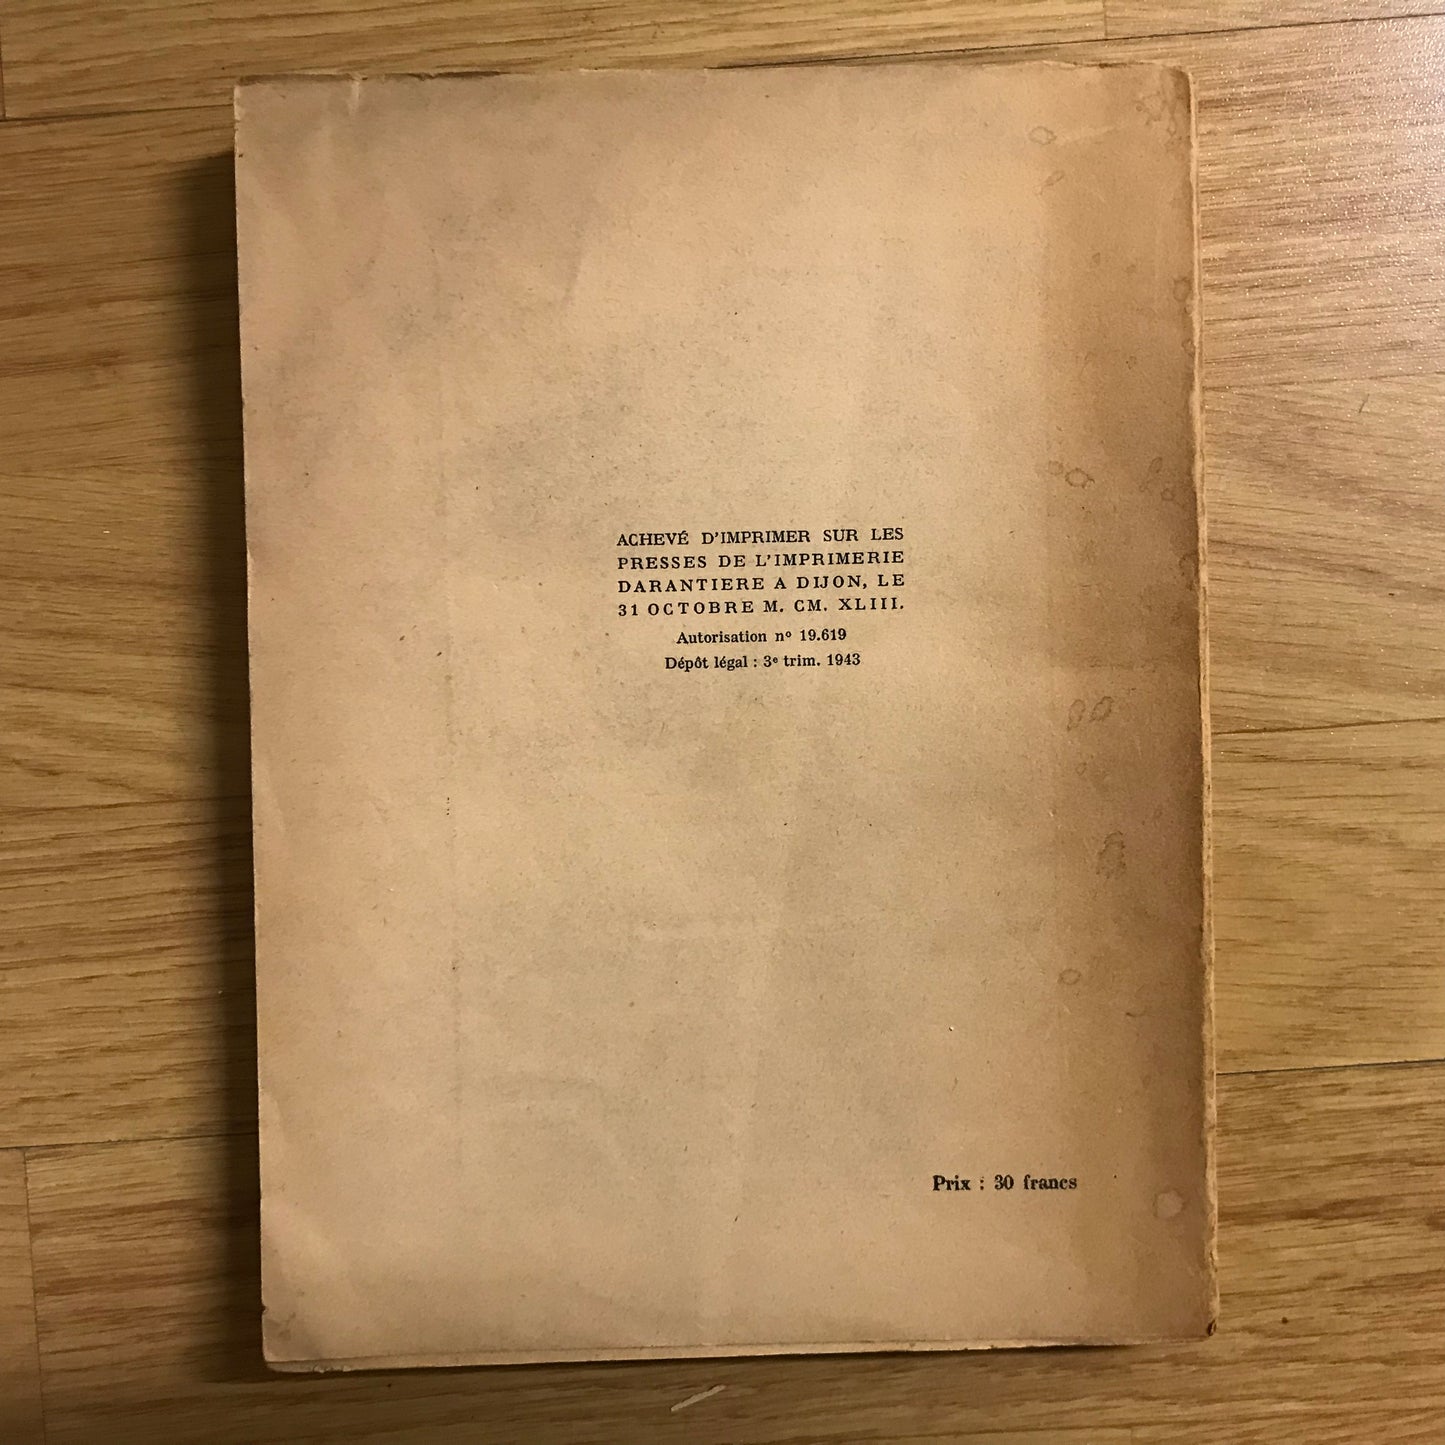 ACHEVÉ D'IMPRIMER SUR LES
PRESSES DE L'IMPRIMERIE
DARANTIERE A DIJON, LE
31 OCTOBRE M. CM. XLIII.
Autorisation nº 19.619
Dépôt légal : 3e trim. 1943
Prix : 30 francs